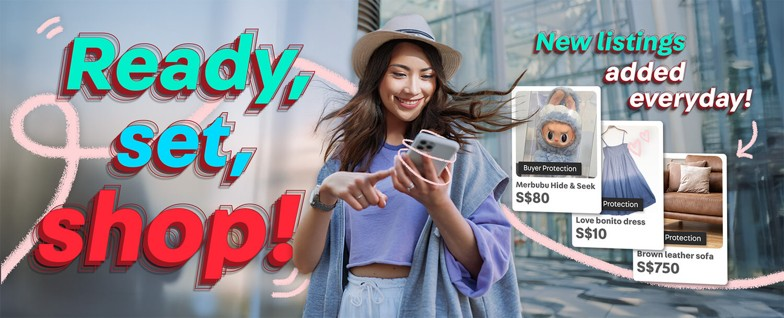 Ready,
set,
shop!
New listings
added
everyday!
Buyer Protection
Merbubu Hide & Seek
S$80
Protection
Love bonito dress
S$10
Protection
Brown leather sofa
S$750